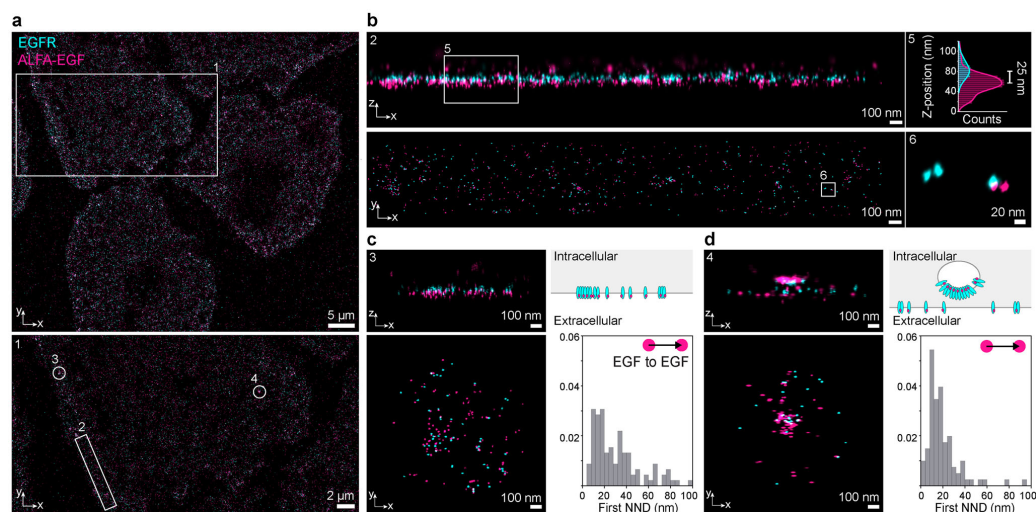 a
EGFR
ALFA-EGF
1
y
x
5 µm
1
3
4
2
y
x
2 µm
b
2
5
z
x
100 nm
5
Z-position (nm)
100
80
40
0
25 nm
Counts
6
y
x
100 nm
6
20 nm
c
3
z
x
100 nm
Intracellular
Extracellular
y
x
100 nm
EGF to EGF
0.06
0.04
0.02
0 20 40 60 80 100
First NND (nm)
d
4
z
x
100 nm
Intracellular
Extracellular
y
x
100 nm
0.06
0.04
0.02
0 20 40 60 80 100
First NND (nm)